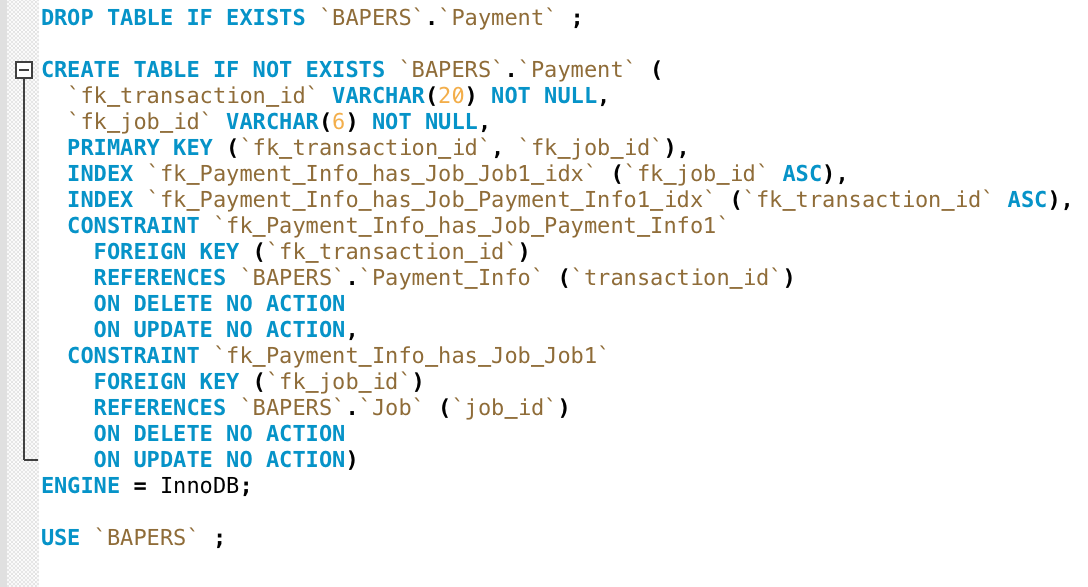 DROP TABLE IF EXISTS `BAPERS`.`Payment` ;
CREATE TABLE IF NOT EXISTS `BAPERS`.`Payment` (
`fk_transaction_id` VARCHAR(20) NOT NULL,
`fk_job_id` VARCHAR(6) NOT NULL,
PRIMARY KEY (`fk_transaction_id`, `fk_job_id`),
INDEX `fk_Payment_Info_has_Job_Job1_idx` (`fk_job_id` ASC),
INDEX `fk_Payment_Info_has_Job_Payment_Info1_idx` (`fk_transaction_id` ASC),
CONSTRAINT `fk_Payment_Info_has_Job_Payment_Info1`
FOREIGN KEY (`fk_transaction_id`)
REFERENCES `BAPERS`.`Payment_Info` (`transaction_id`)
ON DELETE NO ACTION
ON UPDATE NO ACTION,
CONSTRAINT `fk_Payment_Info_has_Job_Job1`
FOREIGN KEY (`fk_job_id`)
REFERENCES `BAPERS`.`Job` (`job_id`)
ON DELETE NO ACTION
ON UPDATE NO ACTION)
ENGINE = InnoDB;
USE `BAPERS` ;